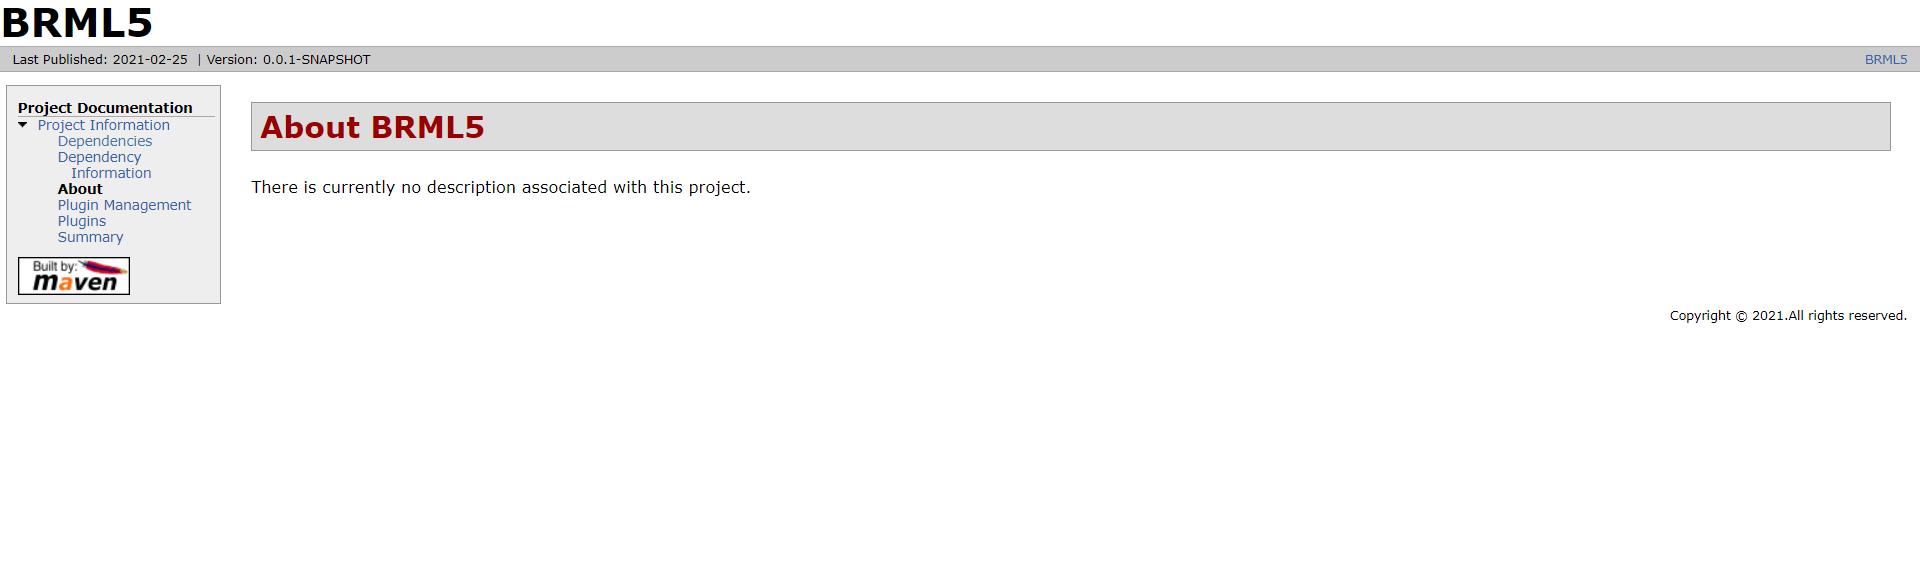 BRML5
Last Published: 2021-02-25 | Version: 0.0.1-SNAPSHOT
BRML5
Project Documentation
Project Information
Dependencies
Dependency
Information
About
Plugin Management
Plugins
Summary
Built by:
maven
About BRML5
There is currently no description associated with this project.
Copyright © 2021.All rights reserved.